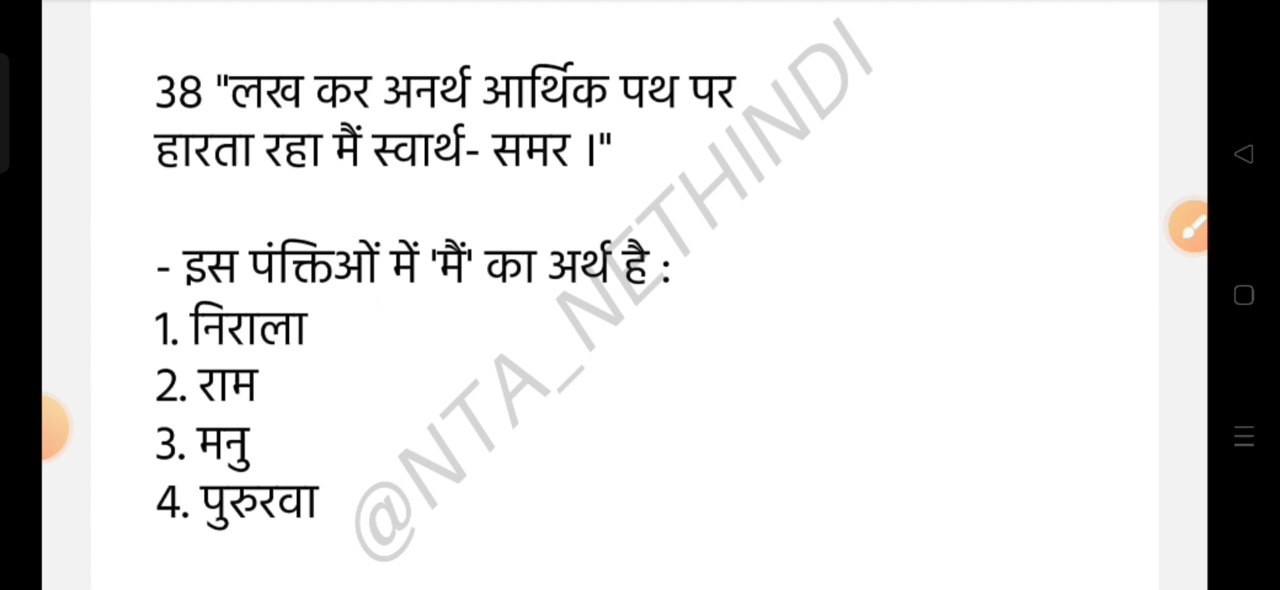 38 "लख कर अनर्थ आर्थिक पथ पर
हारता रहा मैं स्वार्थ- समर ।"
- इस पंक्तिओं में 'मैं' का अर्थ है :
1. निराला
2. राम
3. मनु
4. पुरुरवा
@NTA_NETHINDI